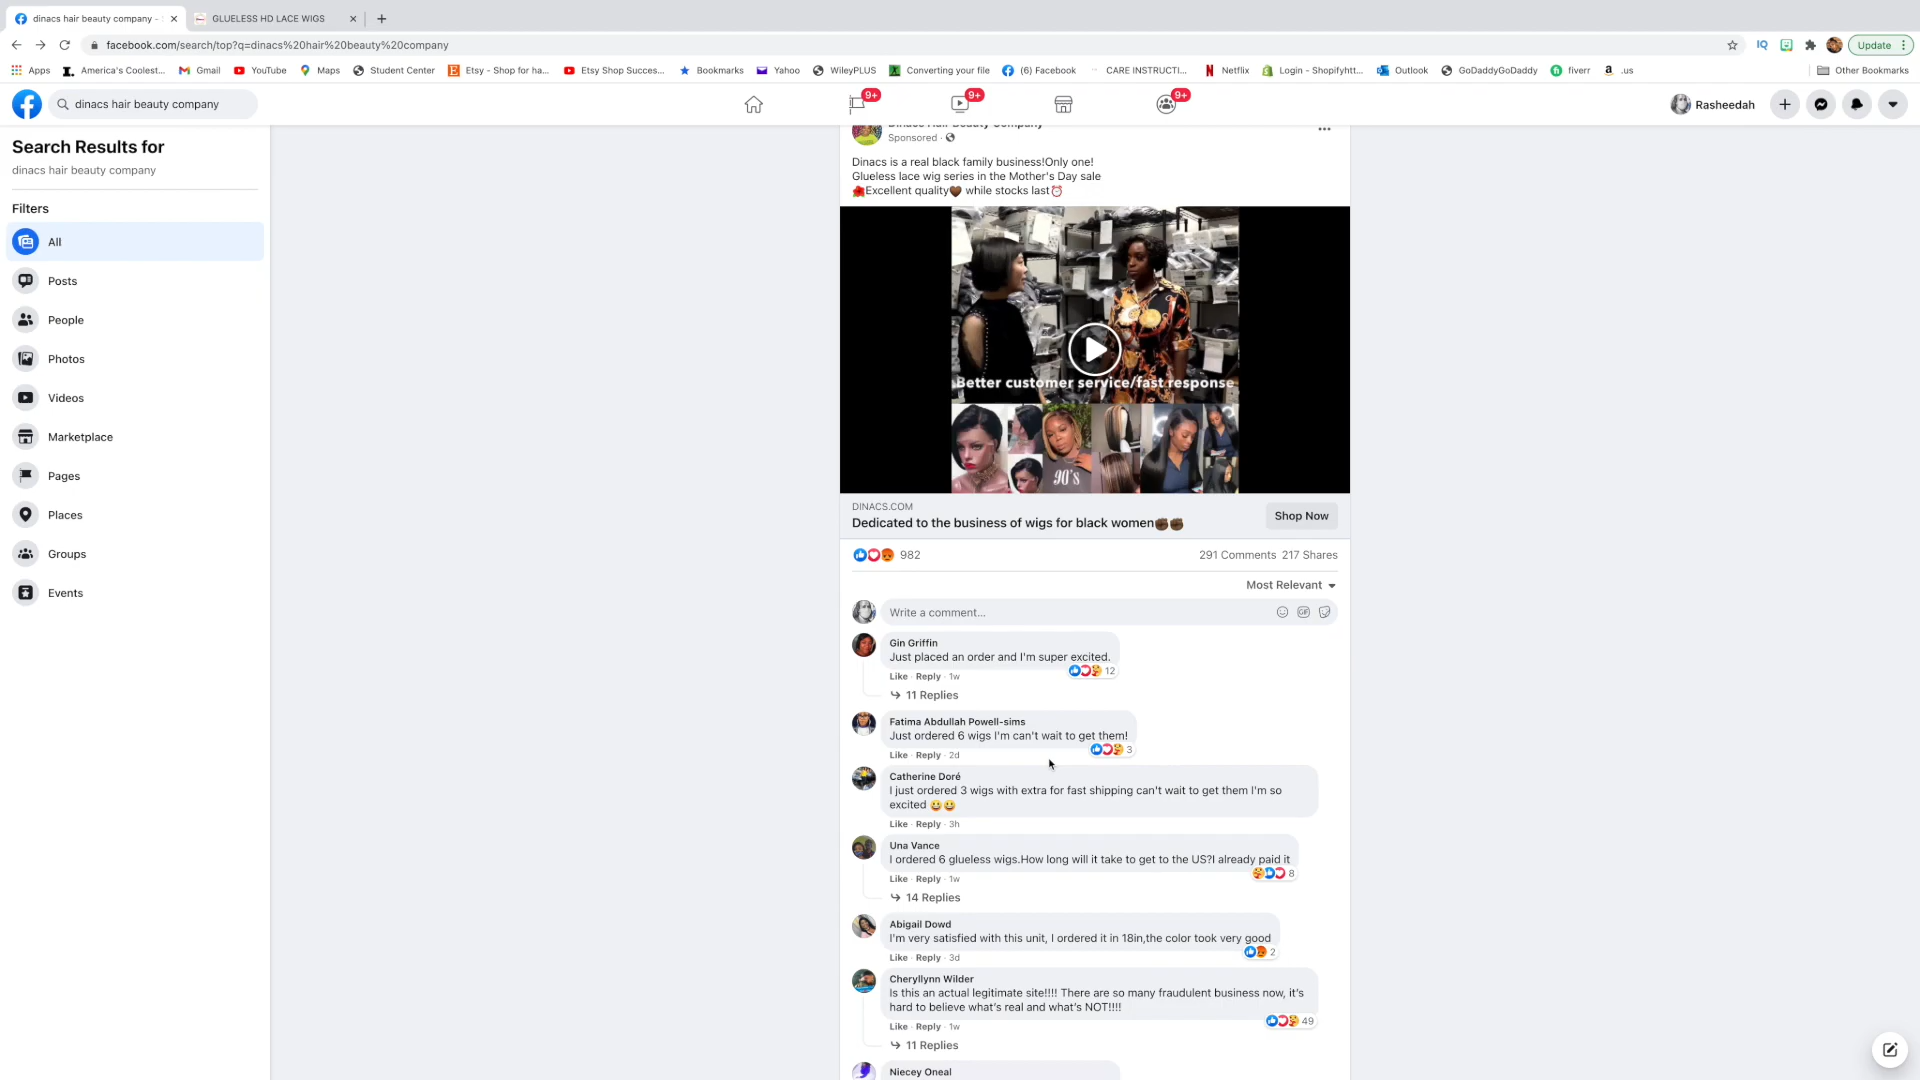 dinacs hair beauty company -
GLUELESS HD LACE WIGS
facebook.com/search/top?q=dinacs%20hair%20beauty%20company
Update
Apps
America's Coolest...
Gmail
YouTube
Maps
Student Center
Etsy - Shop for ha...
Etsy Shop Succes...
Bookmarks
Yahoo
WileyPLUS
Converting your file
(6) Facebook
CARE INSTRUCTI...
Netflix
Login - Shopifyhtt...
Outlook
GoDaddyGoDaddy
fiverr
.us
Other Bookmarks
dinacs hair beauty company
9+
9+
9+
Rasheedah
Search Results for
dinacs hair beauty company
Filters
All
Posts
People
Photos
Videos
Marketplace
Pages
Places
Groups
Events
Dinacs Hair Beauty Company
Sponsored ·
Dinacs is a real black family business!Only one!
Glueless lace wig series in the Mother's Day sale
🌺Excellent quality🤎 while stocks last⏰
Better customer service/fast response
90's
DINACS.COM
Dedicated to the business of wigs for black women✊🏿✊🏿
Shop Now
982
291 Comments 217 Shares
Most Relevant
Write a comment...
GIF
Gin Griffin
Just placed an order and I'm super excited.
12
Like · Reply · 1w
11 Replies
Fatima Abdullah Powell-sims
Just ordered 6 wigs I'm can't wait to get them!
3
Like · Reply · 2d
Catherine Doré
I just ordered 3 wigs with extra for fast shipping can't wait to get them I'm so
excited 😃😃
Like · Reply · 3h
Una Vance
I ordered 6 glueless wigs.How long will it take to get to the US?I already paid it
8
Like · Reply · 1w
14 Replies
Abigail Dowd
I'm very satisfied with this unit, I ordered it in 18in,the color took very good
2
Like · Reply · 3d
Cheryllynn Wilder
Is this an actual legitimate site!!!! There are so many fraudulent business now, it's
hard to believe what's real and what's NOT!!!!
49
Like · Reply · 1w
11 Replies
Niecey Oneal